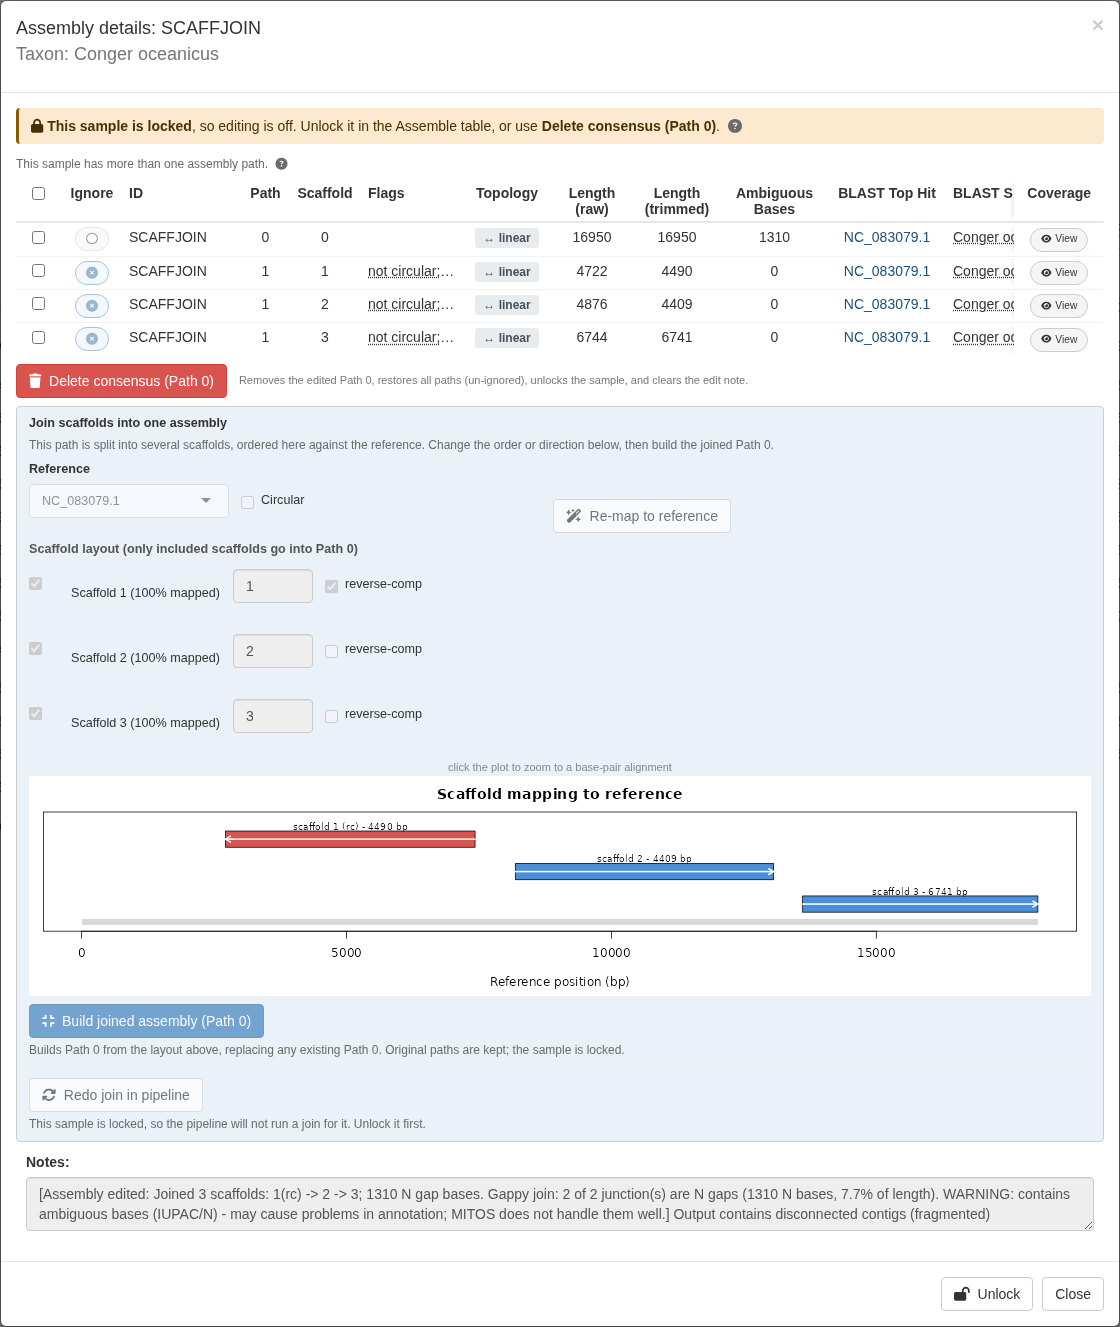 Assembly details: SCAFFJOIN
×
Taxon: Conger oceanicus
This sample is locked, so editing is off. Unlock it in the Assemble table, or use Delete consensus (Path 0). ?
This sample has more than one assembly path. ?
Ignore ID Path Scaffold Flags Topology Length (raw) Length (trimmed) Ambiguous Bases BLAST Top Hit BLAST S Coverage
SCAFFJOIN 0 0 ↔ linear 16950 16950 1310 NC_083079.1 Conger oc View
SCAFFJOIN 1 1 not circular;… ↔ linear 4722 4490 0 NC_083079.1 Conger oc View
SCAFFJOIN 1 2 not circular;… ↔ linear 4876 4409 0 NC_083079.1 Conger oc View
SCAFFJOIN 1 3 not circular;… ↔ linear 6744 6741 0 NC_083079.1 Conger oc View
Delete consensus (Path 0) Removes the edited Path 0, restores all paths (un-ignored), unlocks the sample, and clears the edit note.
Join scaffolds into one assembly
This path is split into several scaffolds, ordered here against the reference. Change the order or direction below, then build the joined Path 0.
Reference
NC_083079.1 Circular Re-map to reference
Scaffold layout (only included scaffolds go into Path 0)
Scaffold 1 (100% mapped) 1 reverse-comp
Scaffold 2 (100% mapped) 2 reverse-comp
Scaffold 3 (100% mapped) 3 reverse-comp
click the plot to zoom to a base-pair alignment
Scaffold mapping to reference
scaffold 1 (rc) - 4490 bp
scaffold 2 - 4409 bp
scaffold 3 - 6741 bp
0 5000 10000 15000
Reference position (bp)
Build joined assembly (Path 0)
Builds Path 0 from the layout above, replacing any existing Path 0. Original paths are kept; the sample is locked.
Redo join in pipeline
This sample is locked, so the pipeline will not run a join for it. Unlock it first.
Notes:
[Assembly edited: Joined 3 scaffolds: 1(rc) -> 2 -> 3; 1310 N gap bases. Gappy join: 2 of 2 junction(s) are N gaps (1310 N bases, 7.7% of length). WARNING: contains
ambiguous bases (IUPAC/N) - may cause problems in annotation; MITOS does not handle them well.] Output contains disconnected contigs (fragmented)
Unlock Close